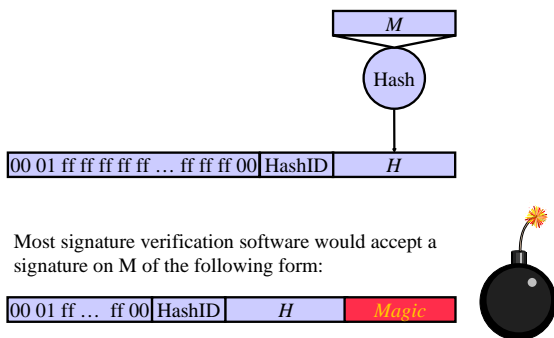 M
Hash
00 01 ff ff ff ff ff … ff ff ff 00 HashID H
Most signature verification software would accept a
signature on M of the following form:
00 01 ff … ff 00 HashID H Magic